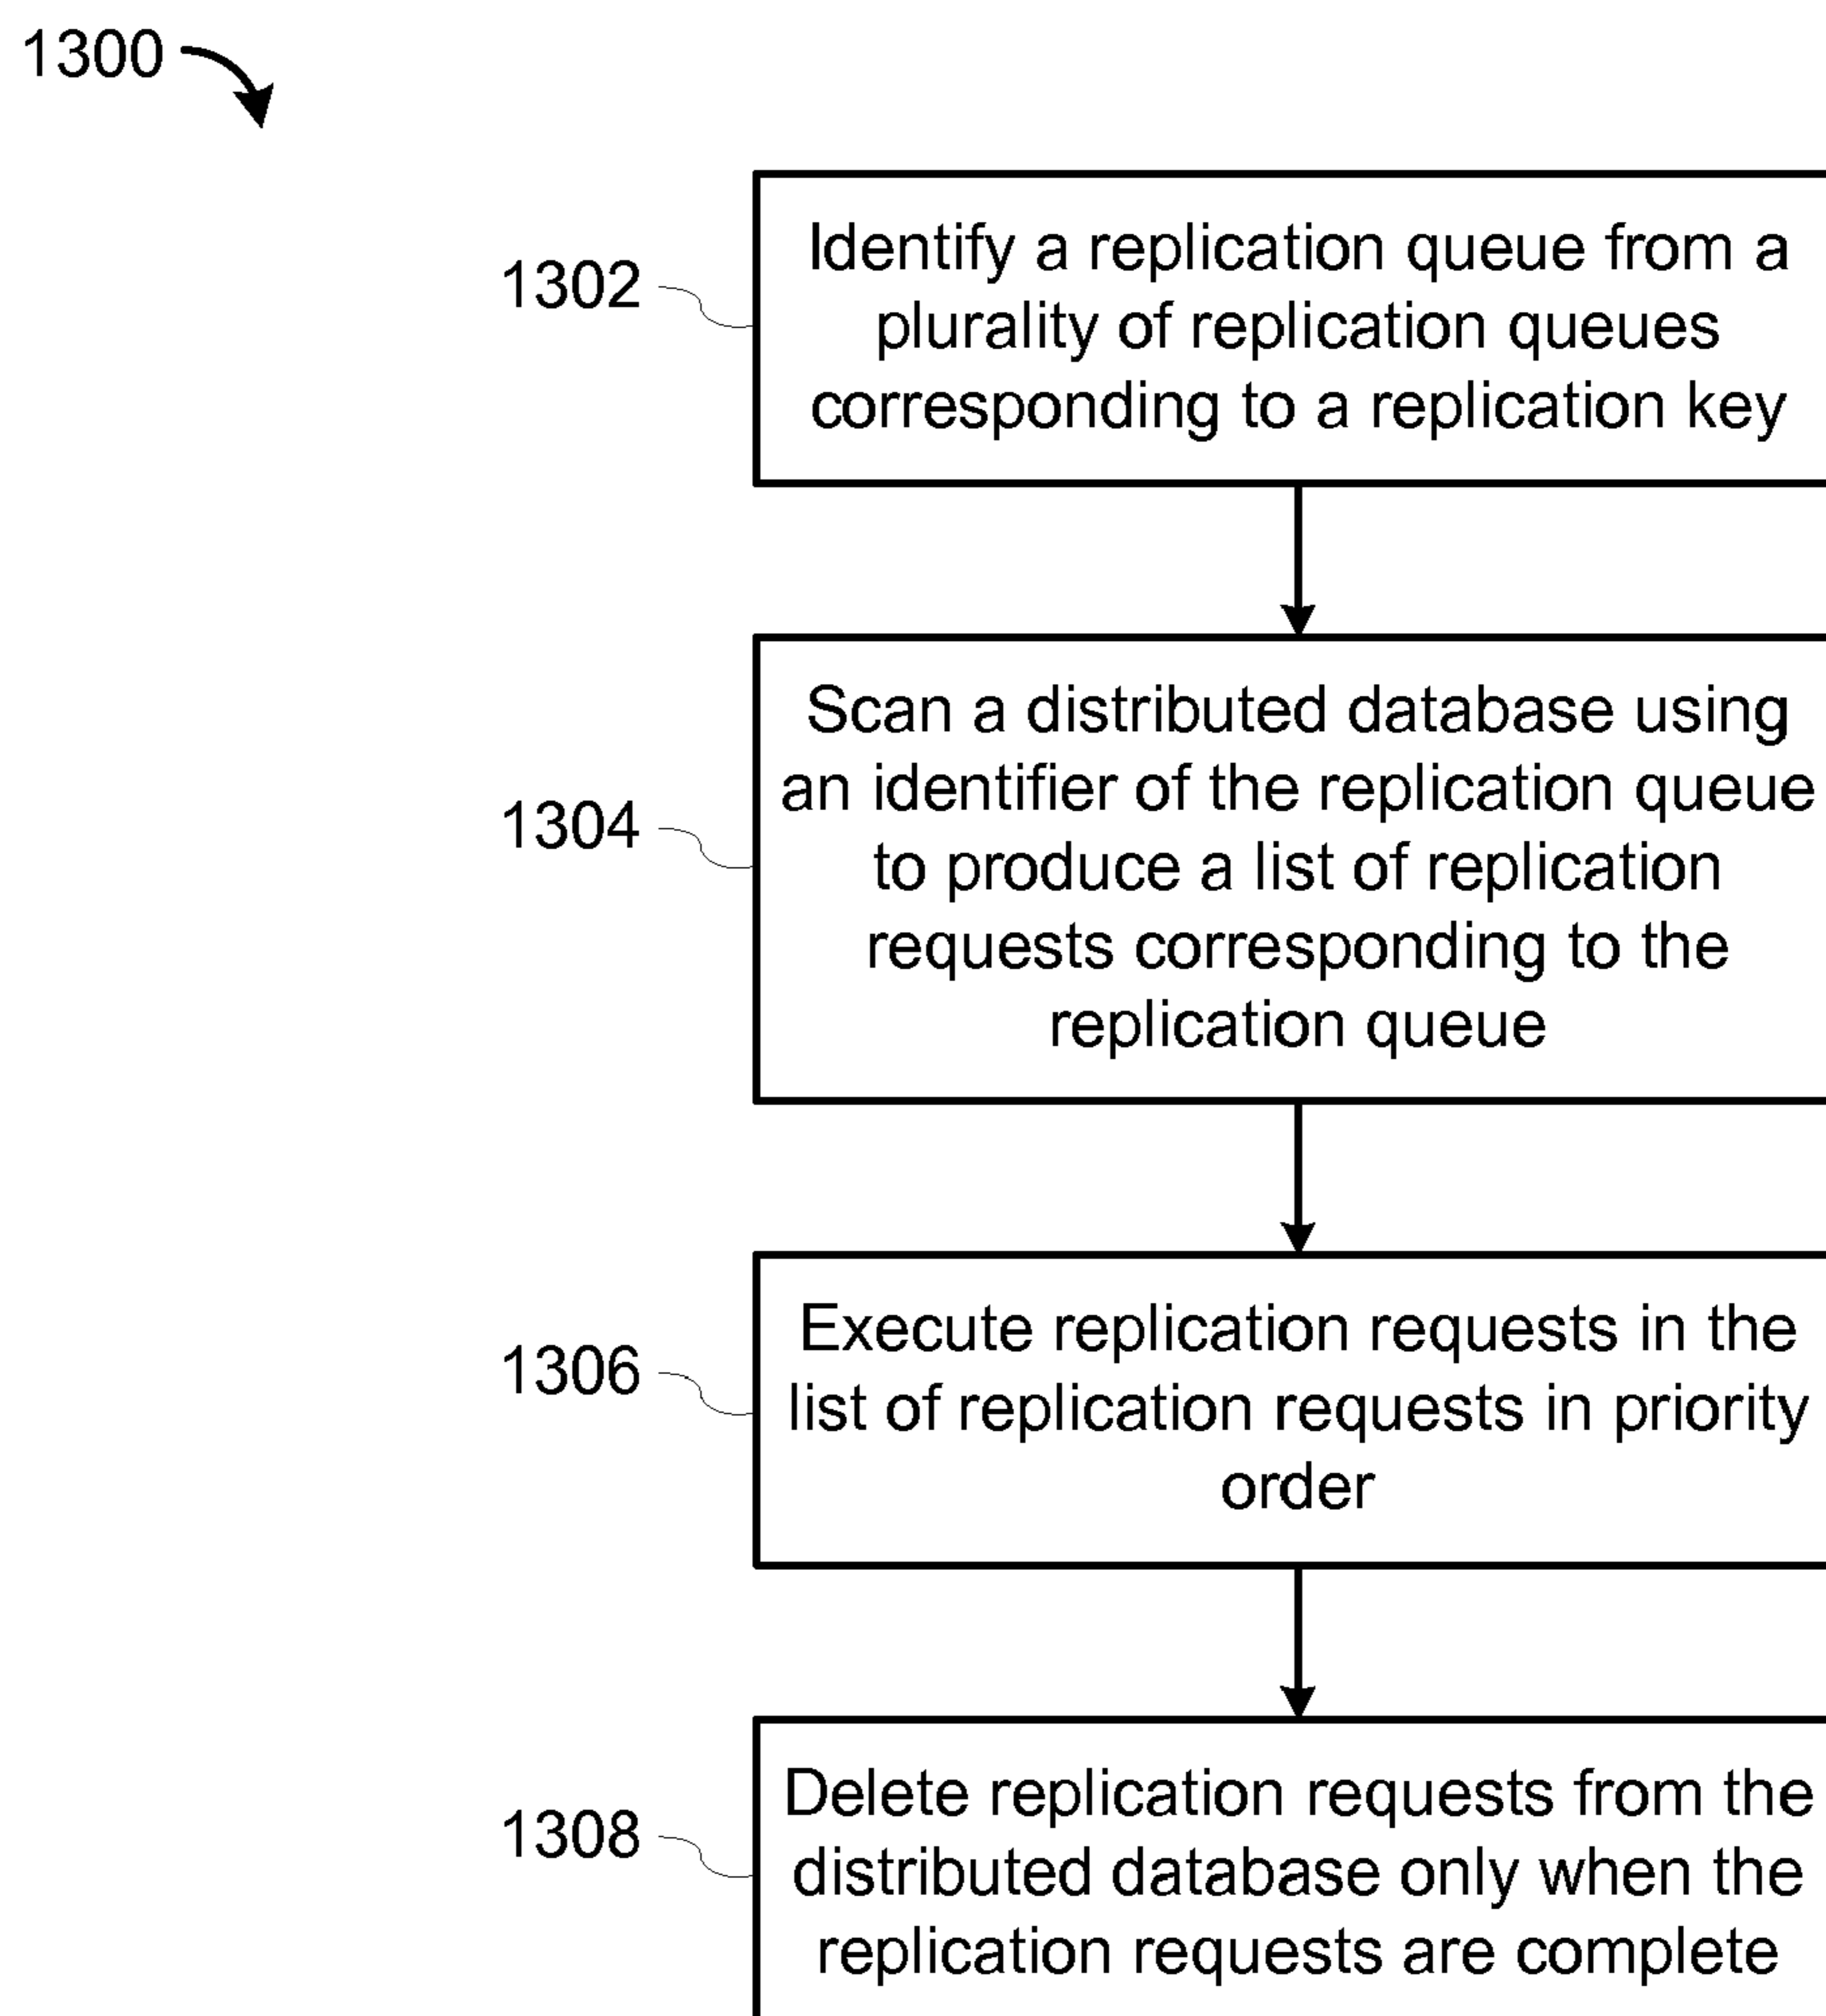 1300
1302
Identify a replication queue from a
plurality of replication queues
corresponding to a replication key
1304
Scan a distributed database using
an identifier of the replication queue
to produce a list of replication
requests corresponding to the
replication queue
1306
Execute replication requests in the
list of replication requests in priority
order
1308
Delete replication requests from the
distributed database only when the
replication requests are complete